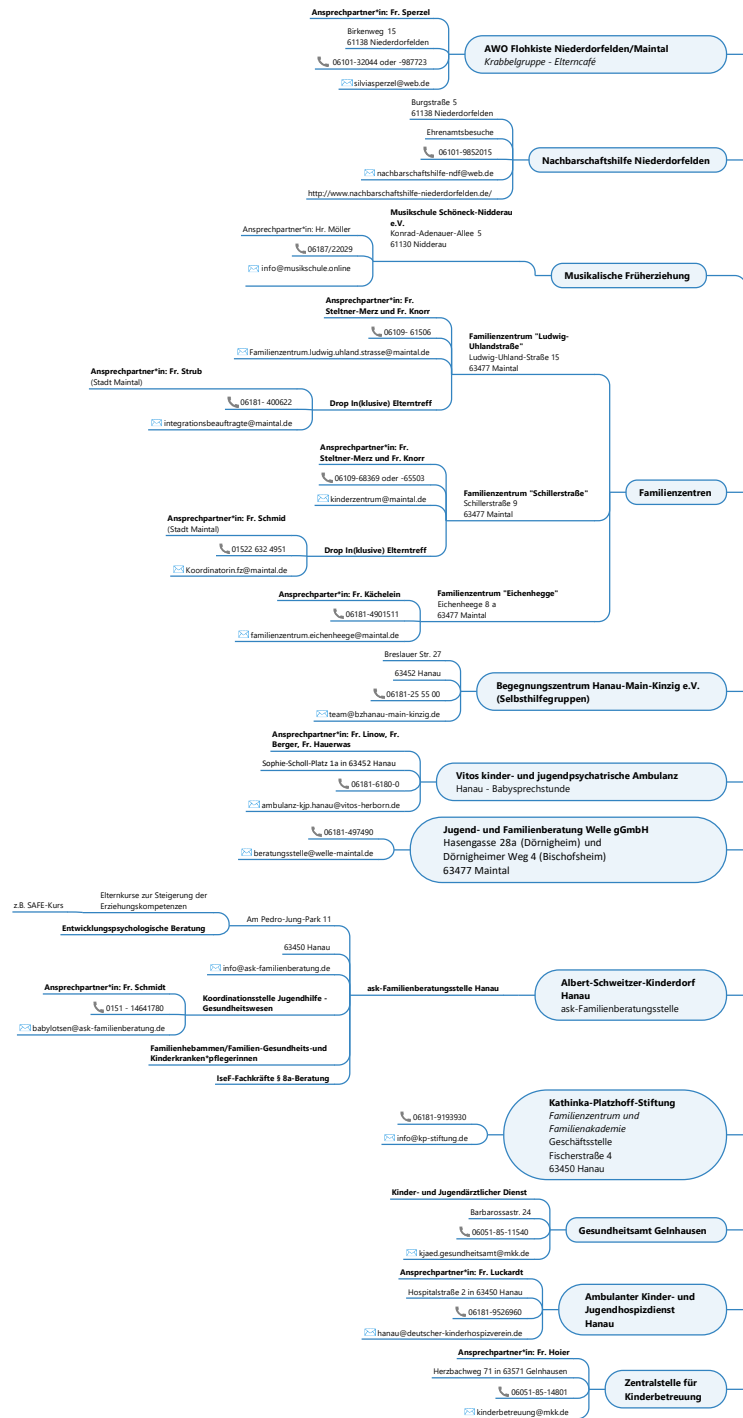 Ansprechpartner*in: Fr. Sperzel
Birkenweg 15
61138 Niederdorfelden
06101-32044 oder -987723
silviasperzel@web.de
AWO Flohkiste Niederdorfelden/Maintal
Krabbelgruppe - Elterncafé
Burgstraße 5
61138 Niederdorfelden
Ehrenamtsbesuche
06101-9852015
nachbarschaftshilfe-ndf@web.de
http://www.nachbarschaftshilfe-niederdorfelden.de/
Nachbarschaftshilfe Niederdorfelden
Ansprechpartner*in: Hr. Möller
06187/22029
info@musikschule.online
Musikschule Schöneck-Nidderau
e.V.
Konrad-Adenauer-Allee 5
61130 Nidderau
Musikalische Früherziehung
Ansprechpartner*in: Fr.
Steltner-Merz und Fr. Knorr
06109- 61506
Familienzentrum.ludwig.uhland.strasse@maintal.de
Ansprechpartner*in: Fr. Strub
(Stadt Maintal)
06181- 400622
integrationsbeauftragte@maintal.de
Drop In(klusive) Elterntreff
Familienzentrum "Ludwig-
Uhlandstraße"
Ludwig-Uhland-Straße 15
63477 Maintal
Ansprechpartner*in: Fr.
Steltner-Merz und Fr. Knorr
06109-68369 oder -65503
kinderzentrum@maintal.de
Ansprechpartner*in: Fr. Schmid
(Stadt Maintal)
01522 632 4951
Koordinatorin.fz@maintal.de
Drop In(klusive) Elterntreff
Familienzentrum "Schillerstraße"
Schillerstraße 9
63477 Maintal
Familienzentren
Ansprechparter*in: Fr. Kächelein
06181-4901511
familienzentrum.eichenheege@maintal.de
Familienzentrum "Eichenhegge"
Eichenheege 8 a
63477 Maintal
Breslauer Str. 27
63452 Hanau
06181-25 55 00
team@bzhanau-main-kinzig.de
Begegnungszentrum Hanau-Main-Kinzig e.V.
(Selbsthilfegruppen)
Ansprechpartner*in: Fr. Linow, Fr.
Berger, Fr. Hauerwas
Sophie-Scholl-Platz 1a in 63452 Hanau
06181-6180-0
ambulanz-kjp.hanau@vitos-herborn.de
Vitos kinder- und jugendpsychatrische Ambulanz
Hanau - Babysprechstunde
06181-497490
beratungsstelle@welle-maintal.de
Jugend- und Familienberatung Welle gGmbH
Hasengasse 28a (Dörnigheim) und
Dörnigheimer Weg 4 (Bischofsheim)
63477 Maintal
z.B. SAFE-Kurs
Elternkurse zur Steigerung der
Erziehungskompetenzen
Entwicklungspsychologische Beratung
Am Pedro-Jung-Park 11
63450 Hanau
info@ask-familienberatung.de
Ansprechpartner*in: Fr. Schmidt
0151 - 14641780
babylotsen@ask-familienberatung.de
Koordinationsstelle Jugendhilfe -
Gesundheitswesen
Familienhebammen/Familien-Gesundheits-und
Kinderkranken*pflegerinnen
IseF-Fachkräfte § 8a-Beratung
ask-Familienberatungsstelle Hanau
Albert-Schweitzer-Kinderdorf
Hanau
ask-Familienberatungsstelle
06181-9193930
info@kp-stiftung.de
Kathinka-Platzhoff-Stiftung
Familienzentrum und
Familienakademie
Geschäftsstelle
Fischerstraße 4
63450 Hanau
Kinder- und Jugendärztlicher Dienst
Barbarossastr. 24
06051-85-11540
kjaed.gesundheitsamt@mkk.de
Gesundheitsamt Gelnhausen
Ansprechpartner*in: Fr. Luckardt
Hospitalstraße 2 in 63450 Hanau
06181-9526960
hanau@deutscher-kinderhospizverein.de
Ambulanter Kinder- und
Jugendhospizdienst
Hanau
Ansprechpartner*in: Fr. Hoier
Herzbachweg 71 in 63571 Gelnhausen
06051-85-14801
kinderbetreuung@mkk.de
Zentralstelle für
Kinderbetreuung